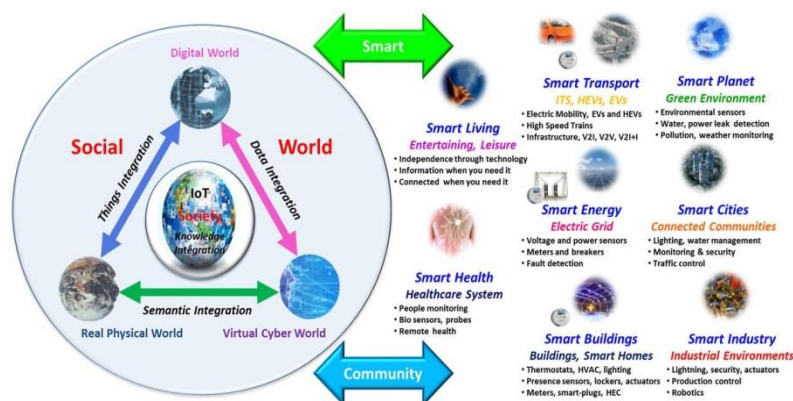 Digital World
Social
World
Things Integration
Data Integration
IoT
Society
Knowledge
Integration
Semantic Integration
Real Physical World
Virtual Cyber World
Smart
Community
Smart Living
Entertaining, Leisure
• Independence through technology
• Information when you need it
• Connected when you need it
Smart Health
Healthcare System
• People monitoring
• Bio sensors, probes
• Remote health
Smart Transport
ITS, HEVs, EVs
• Electric Mobility, EVs and HEVs
• High Speed Trains
• Infrastructure, V2I, V2V, V2I+I
Smart Planet
Green Environment
• Environmental sensors
• Water, power leak detection
• Pollution, weather monitoring
Smart Energy
Electric Grid
• Voltage and power sensors
• Meters and breakers
• Fault detection
Smart Cities
Connected Communities
• Lighting, water management
• Monitoring & security
• Traffic control
Smart Buildings
Buildings, Smart Homes
• Thermostats, HVAC, lighting
• Presence sensors, lockers, actuators
• Meters, smart-plugs, HEC
Smart Industry
Industrial Environments
• Lightning, security, actuators
• Production control
• Robotics